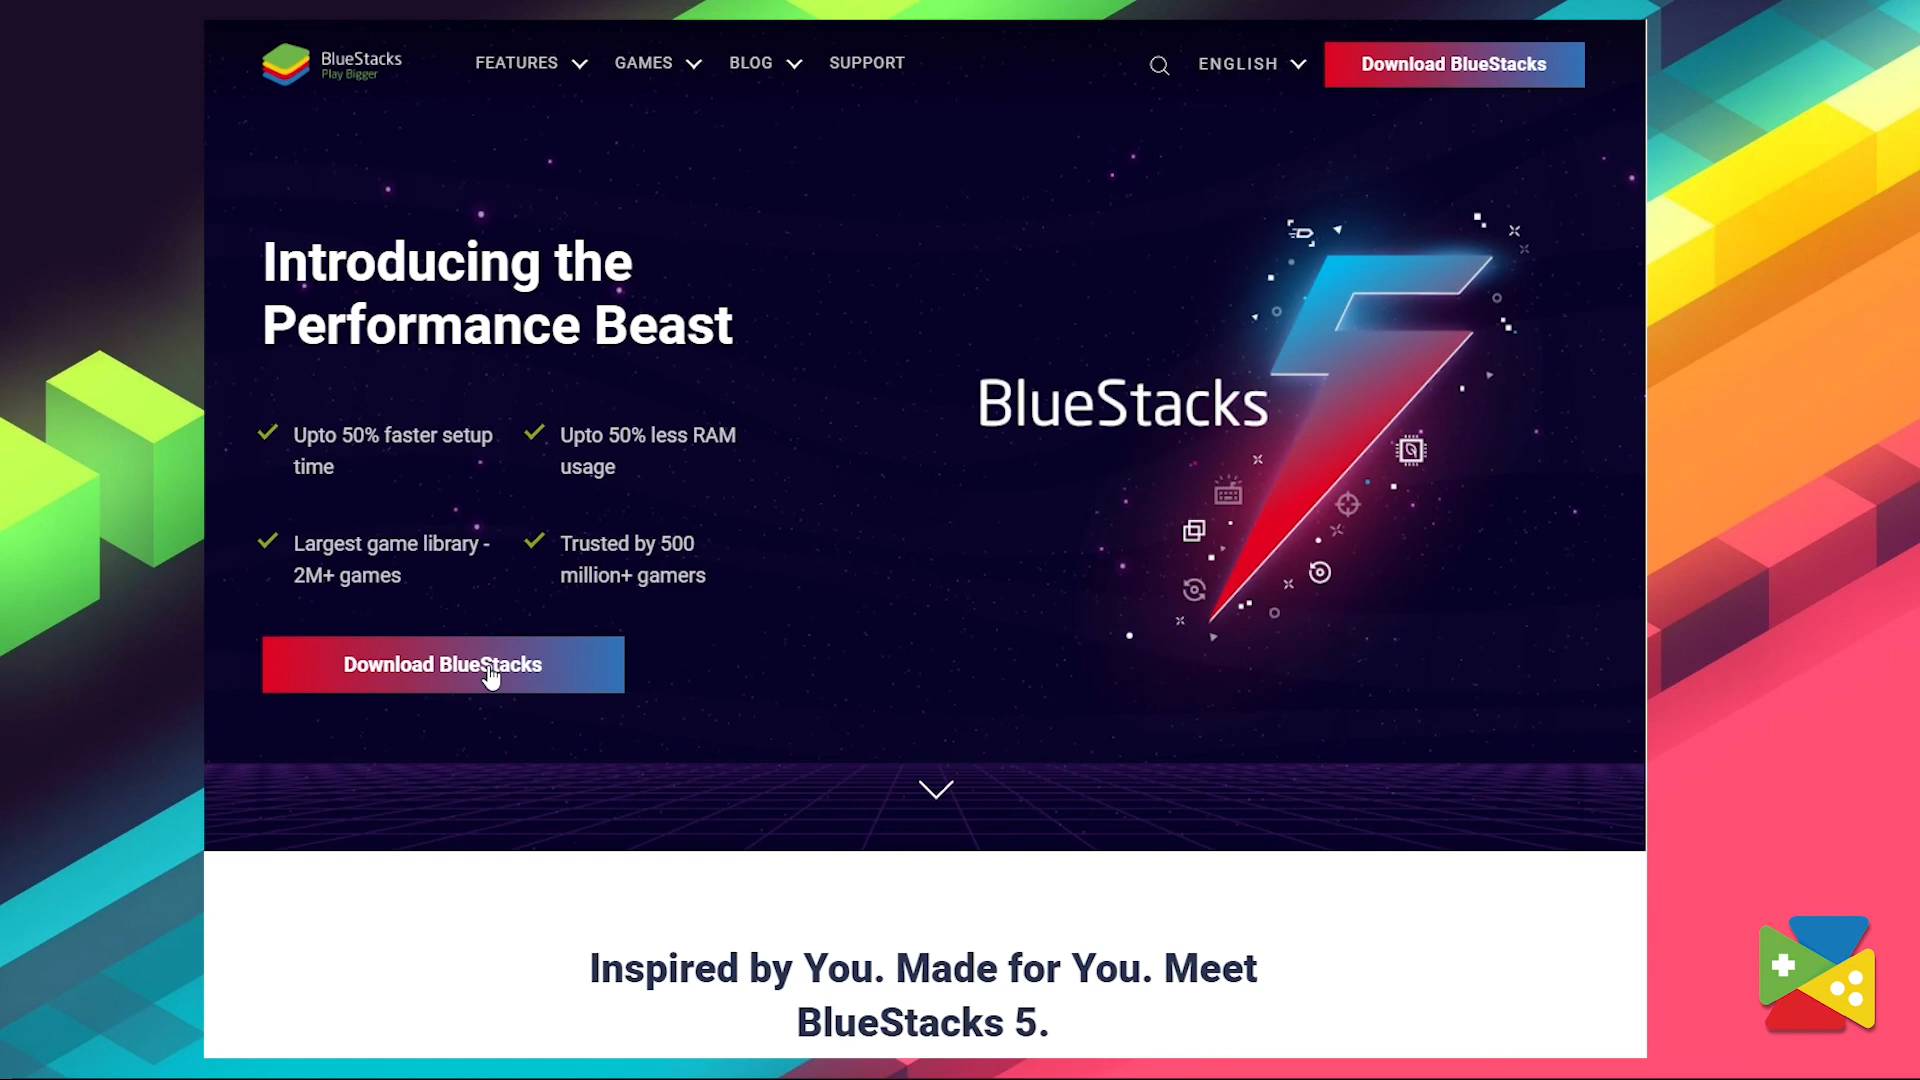 BlueStacks
Play Bigger
FEATURES
GAMES
BLOG
SUPPORT
ENGLISH
Download BlueStacks
Introducing the
Performance Beast
Upto 50% faster setup
time
Upto 50% less RAM
usage
Largest game library -
2M+ games
Trusted by 500
million+ gamers
Download BlueStacks
BlueStacks
Inspired by You. Made for You. Meet
BlueStacks 5.